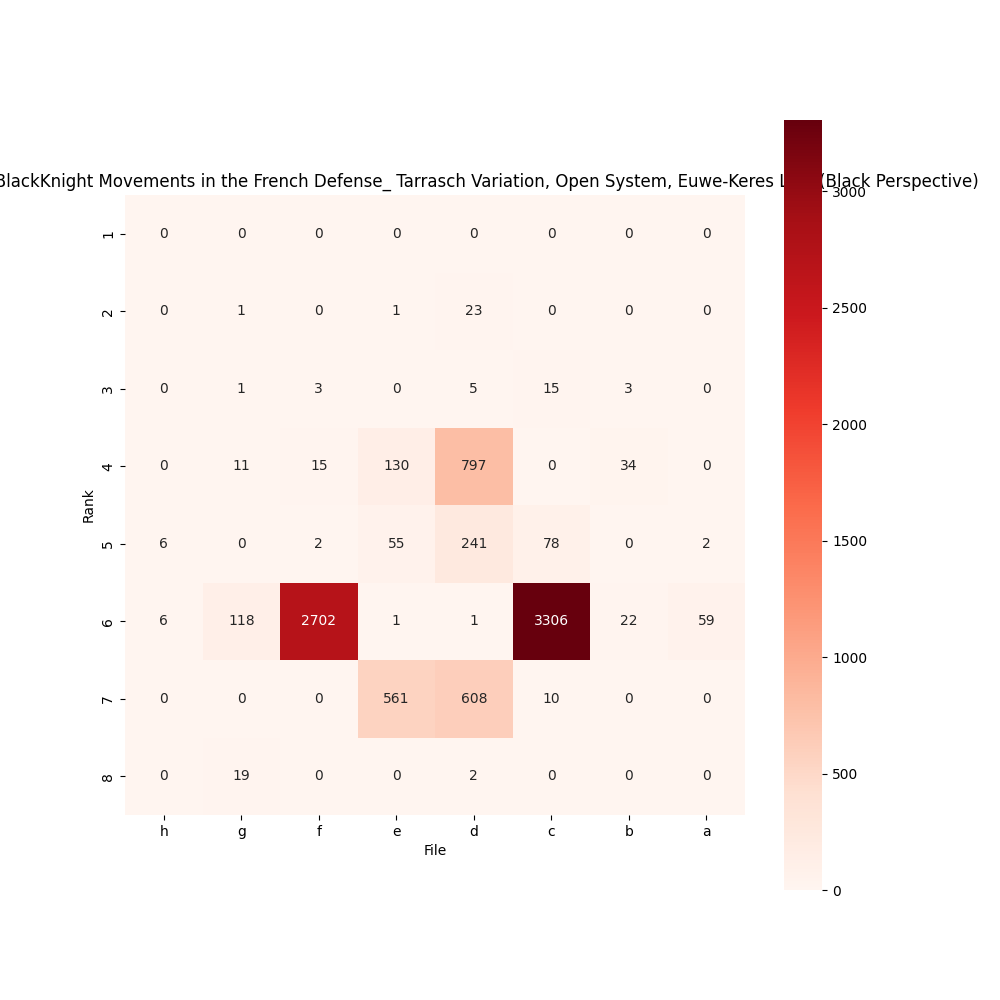 BlackKnight Movements in the French Defense_ Tarrasch Variation, Open System, Euwe-Keres L (Black Perspective)
1 0 0 0 0 0 0 0 0
2 0 1 0 1 23 0 0 0
3 0 1 3 0 5 15 3 0
4 0 11 15 130 797 0 34 0
5 6 0 2 55 241 78 0 2
6 6 118 2702 1 1 3306 22 59
7 0 0 0 561 608 10 0 0
8 0 19 0 0 2 0 0 0
h g f e d c b a
File
Rank
3000
2500
2000
1500
1000
500
0